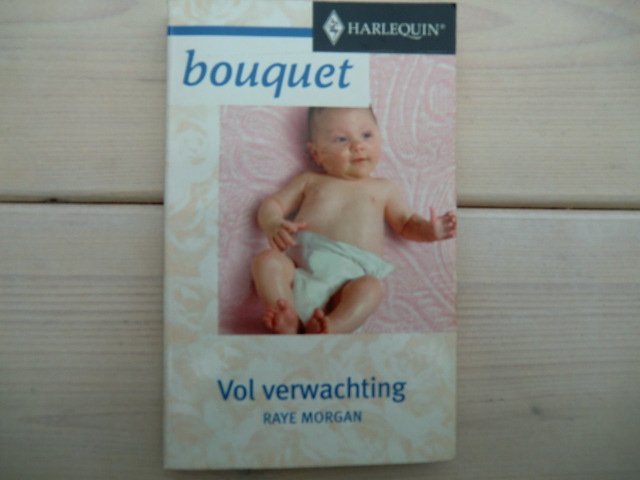 HARLEQUIN®
bouquet
Vol verwachting
RAYE MORGAN